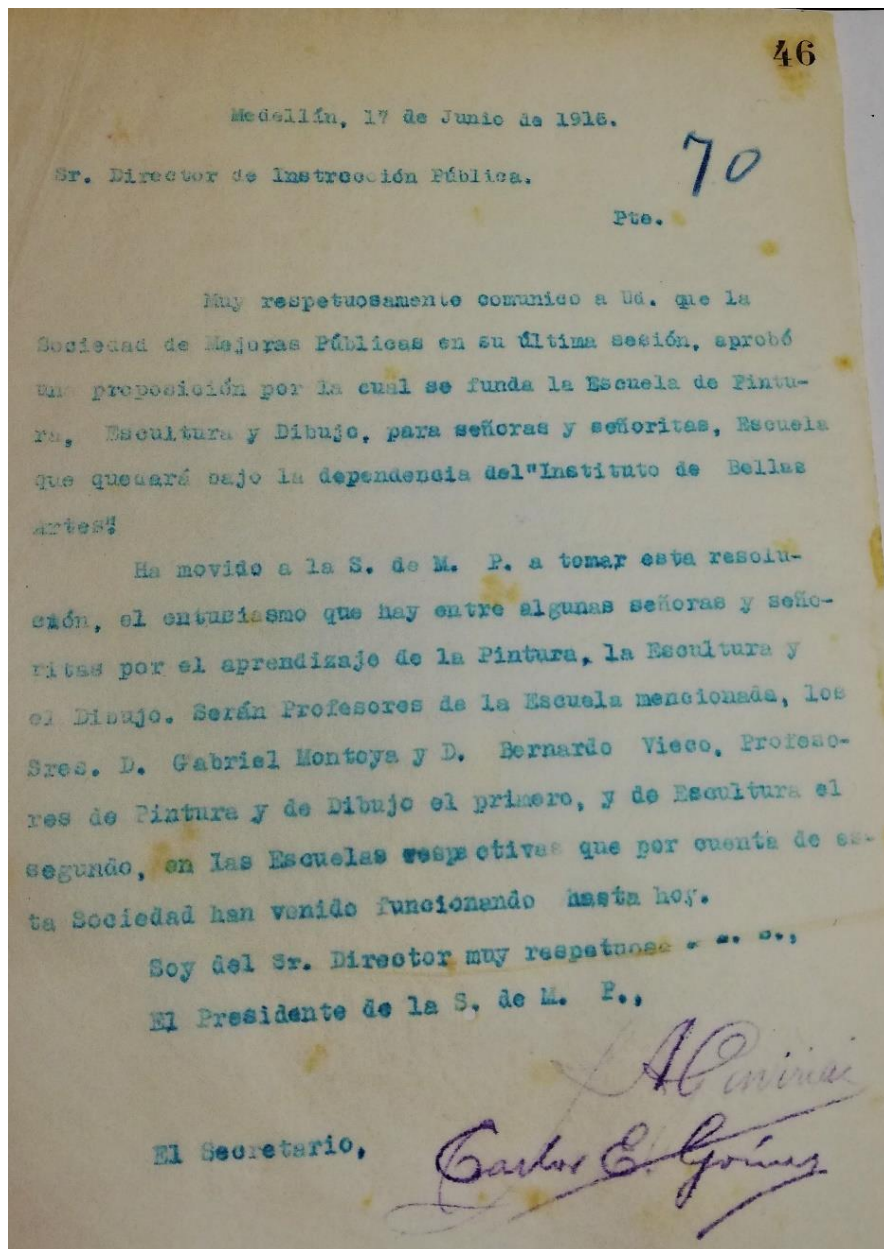 46
Medellín, 17 de Junio de 1916.
70
Sr. Director de Instrucción Pública.
Pte.
Muy respetuosamente comunico a Ud. que la
Sociedad de Mejoras Públicas en su última sesión, aprobó
una proposición por la cual se funda la Escuela de Pintu-
ra, Escultura y Dibujo, para señoras y señoritas, Escuela
que quedará bajo la dependencia del"Instituto de Bellas
Artes".
Ha movido a la S. de M. P. a tomar esta resolu-
ción, el entusiasmo que hay entre algunas señoras y seño-
ritas por el aprendizaje de la Pintura, la Escultura y
el Dibujo. Serán Profesores de la Escuela mencionada, los
Sres. D. Gabriel Montoya y D. Bernardo Vieco, Profeso-
res de Pintura y de Dibujo el primero, y de Escultura el
segundo, en las Escuelas respectivas que por cuenta de es-
ta Sociedad han venido funcionando hasta hoy.
Soy del Sr. Director muy respetuoso
El Presidente de la S. de M. P.,
El Secretario,
Carlos E. Gómez